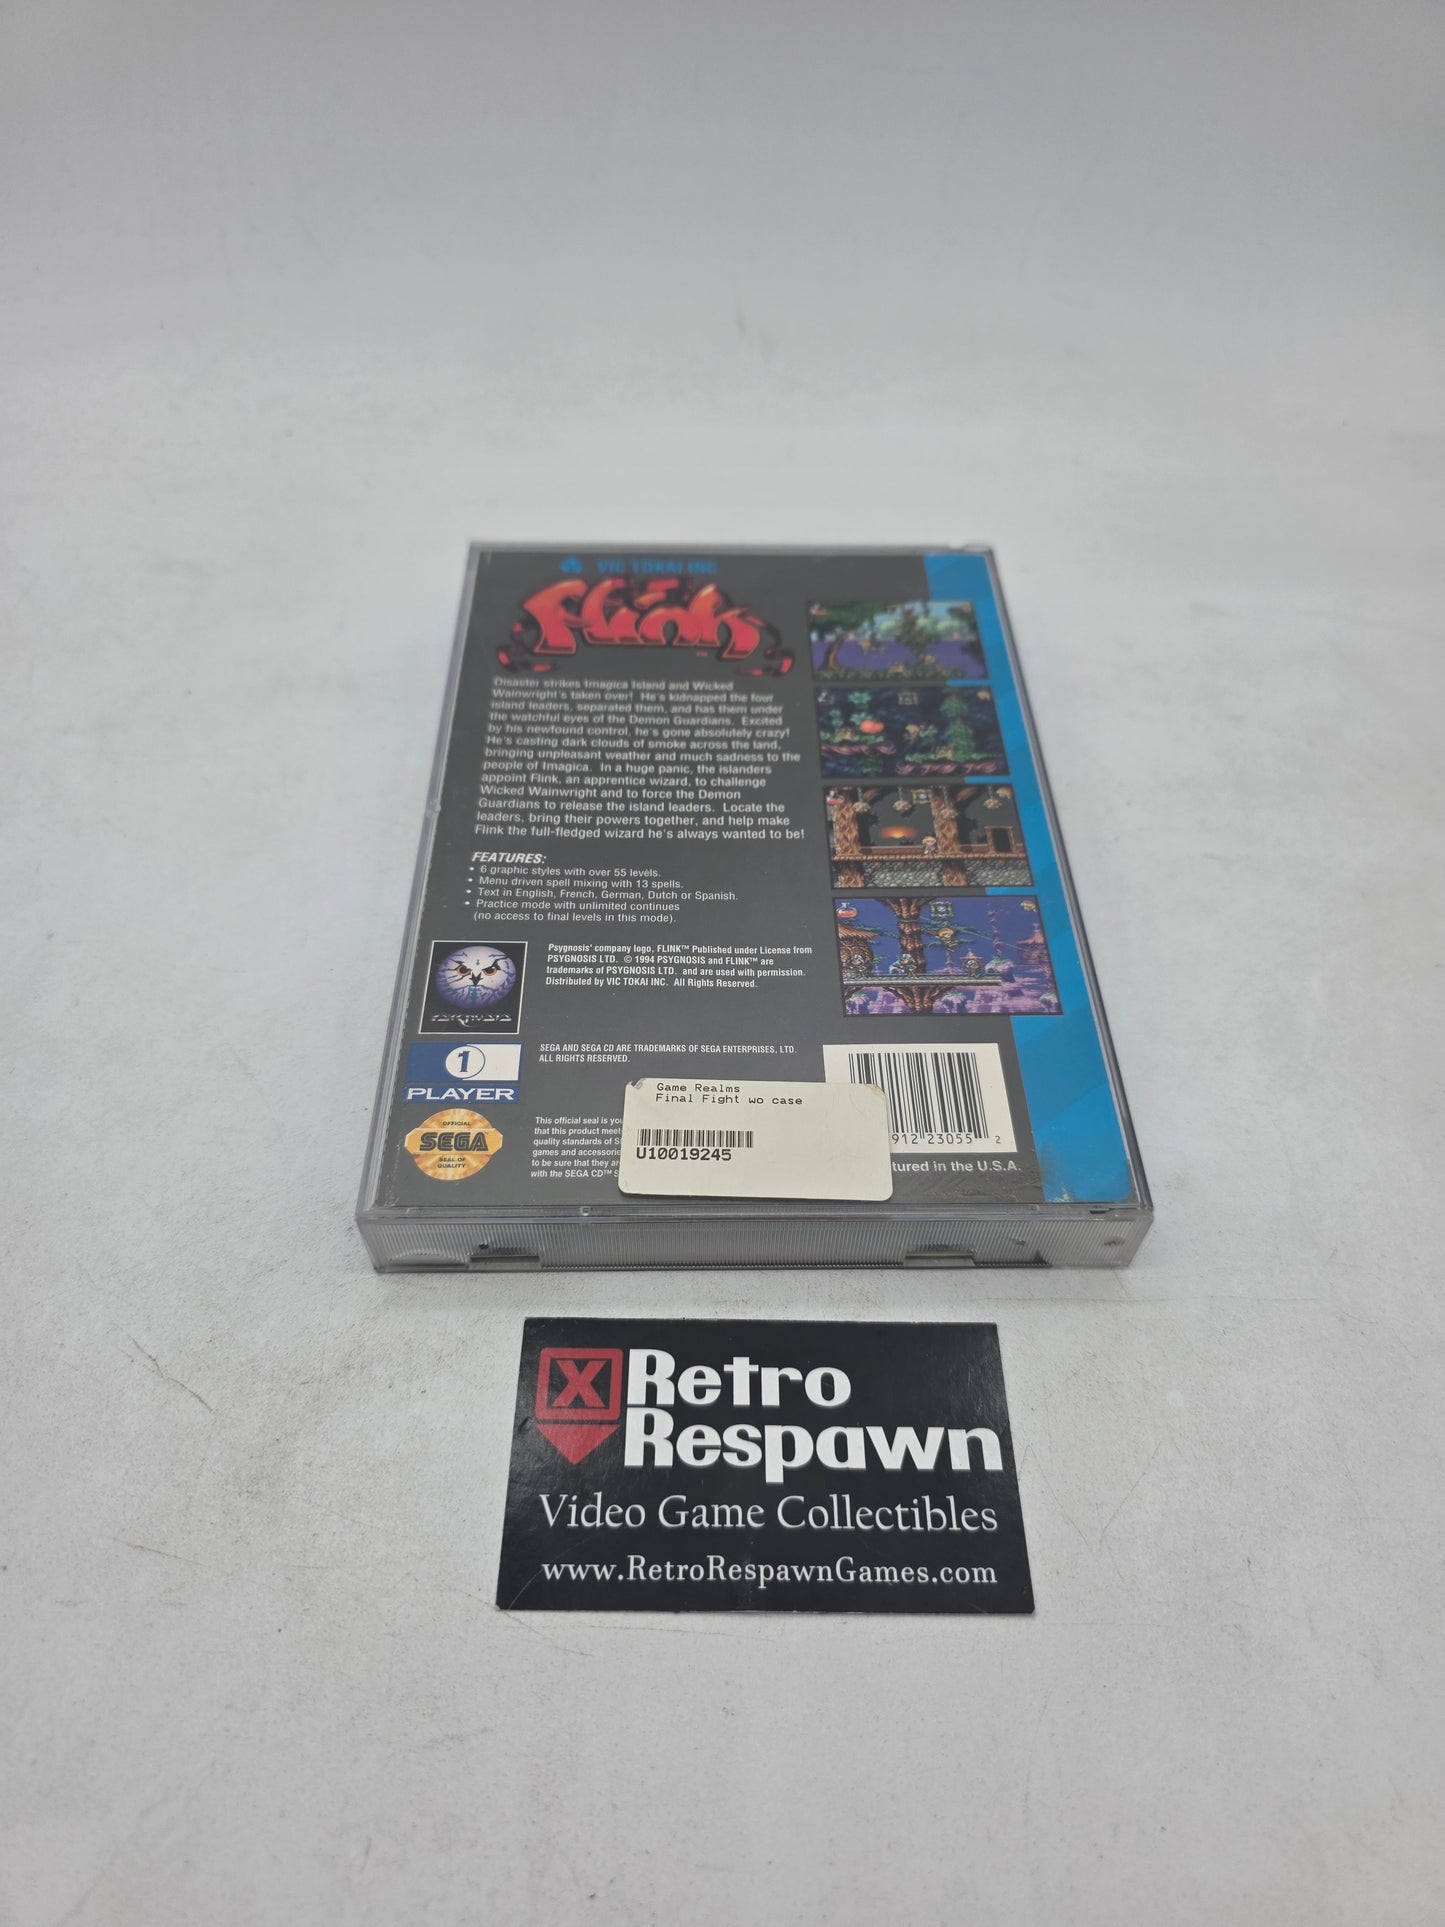 VIC TOKAI INC
Flink
TM
Disaster strikes Imagica Island and Wicked
Wainwright's taken over! He's kidnapped the four
island leaders, separated them, and has them under
the watchful eyes of the Demon Guardians. Excited
by his newfound control, he's gone absolutely crazy!
He's casting dark clouds of smoke across the land,
bringing unpleasant weather and much sadness to the
people of Imagica. In a huge panic, the islanders
appoint Flink, an apprentice wizard, to challenge
Wicked Wainwright and to force the Demon
Guardians to release the island leaders. Locate the
leaders, bring their powers together, and help make
Flink the full-fledged wizard he's always wanted to be!
FEATURES:
• 6 graphic styles with over 55 levels.
• Menu driven spell mixing with 13 spells.
• Text in English, French, German, Dutch or Spanish.
• Practice mode with unlimited continues
(no access to final levels in this mode).
Psygnosis' company logo, FLINK™ Published under License from
PSYGNOSIS LTD. © 1994 PSYGNOSIS and FLINK™ are
trademarks of PSYGNOSIS LTD. and are used with permission.
Distributed by VIC TOKAI INC. All Rights Reserved.
PSYGNOSIS
1
PLAYER
SEGA AND SEGA CD ARE TRADEMARKS OF SEGA ENTERPRISES, LTD.
ALL RIGHTS RESERVED.
OFFICIAL
SEGA
SEAL OF
QUALITY
This official seal is you
that this product meet
quality standards of S
games and accessorie
to be sure that they ar
with the SEGA CD™ S
Game Realms
Final Fight wo case
U10019245
912 23055 2
tured in the U.S.A.
X Retro
Respawn
Video Game Collectibles
www.RetroRespawnGames.com